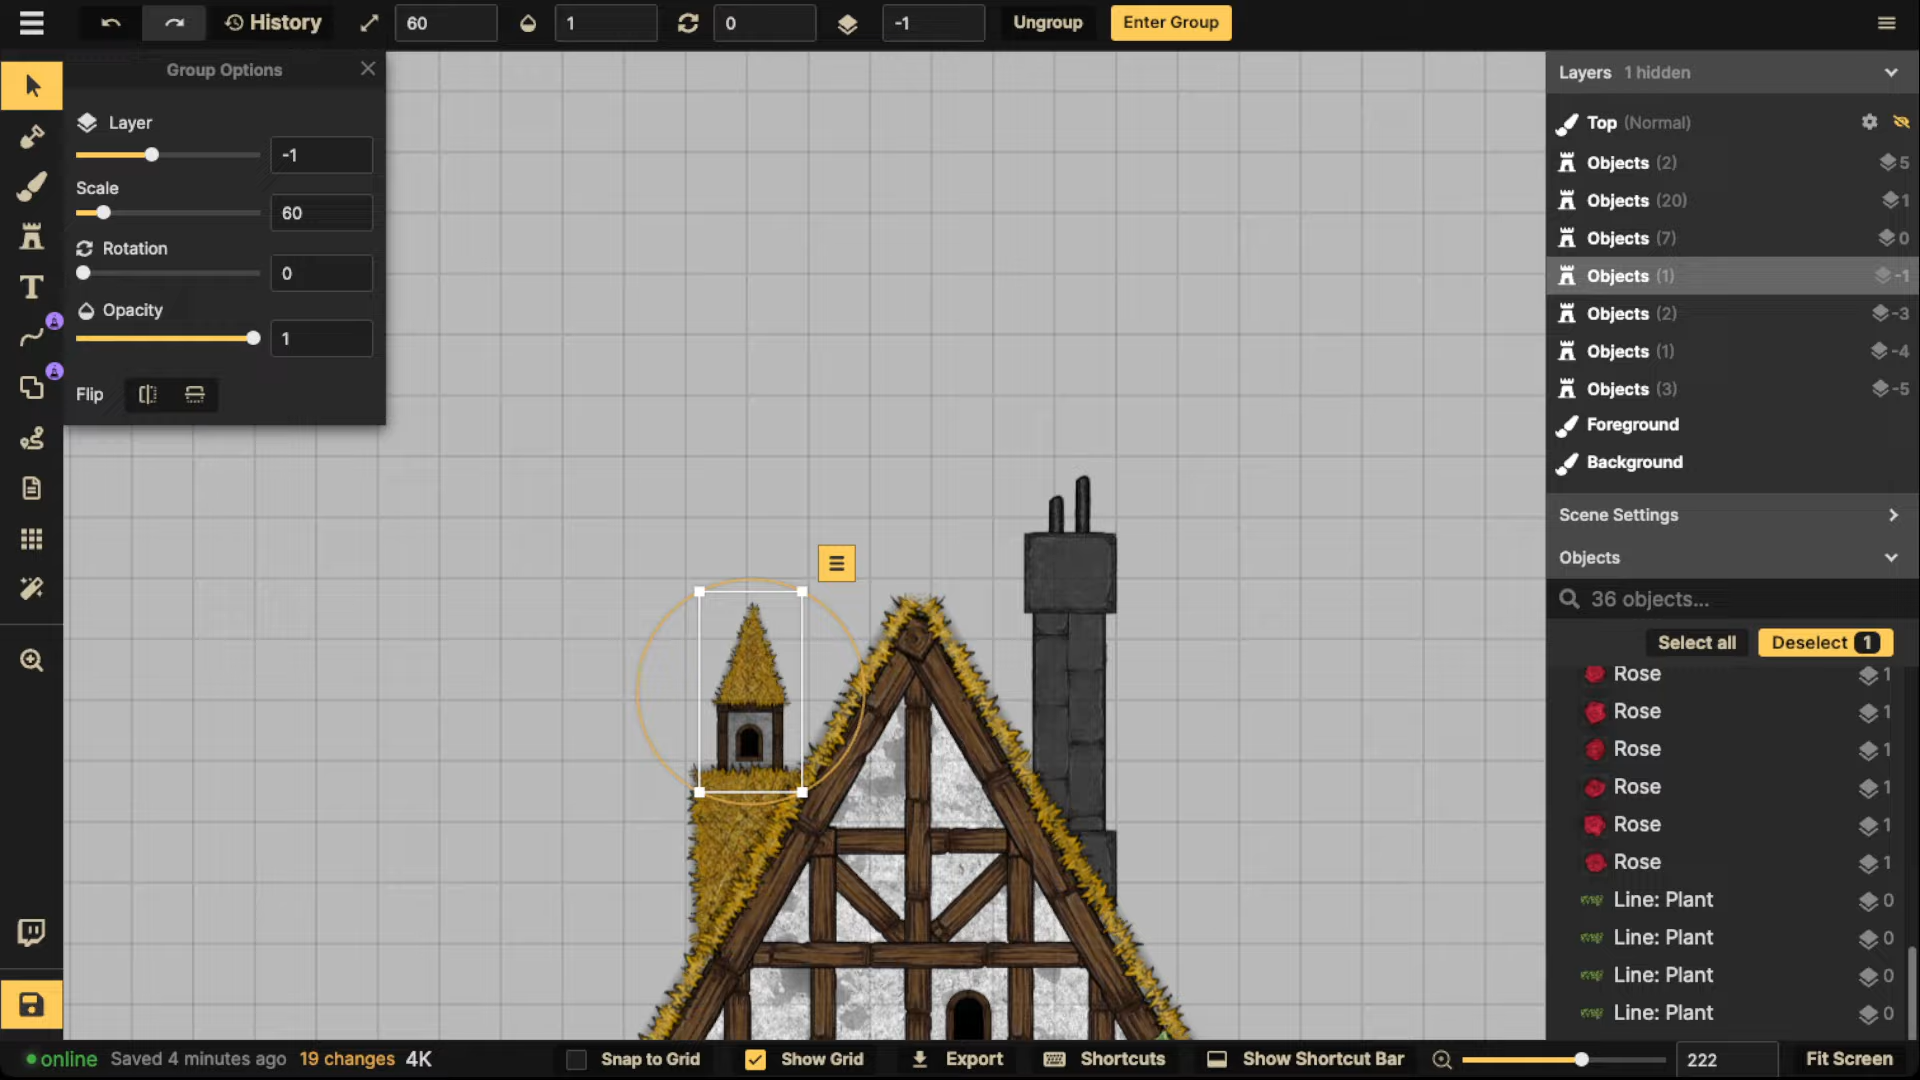 History
60
1
0
-1
Ungroup
Enter Group
Group Options
Layer
-1
Scale
60
Rotation
0
Opacity
1
Flip
T
Layers 1 hidden
Top (Normal)
Objects (2) 5
Objects (20) 1
Objects (7) 0
Objects (1) -1
Objects (2) -3
Objects (1) -4
Objects (3) -5
Foreground
Background
Scene Settings
Objects
36 objects...
Select all
Deselect 1
Rose 1
Rose 1
Rose 1
Rose 1
Rose 1
Rose 1
Line: Plant 0
Line: Plant 0
Line: Plant 0
Line: Plant 0
online Saved 4 minutes ago 19 changes 4K Snap to Grid Show Grid Export Shortcuts Show Shortcut Bar 222 Fit Screen